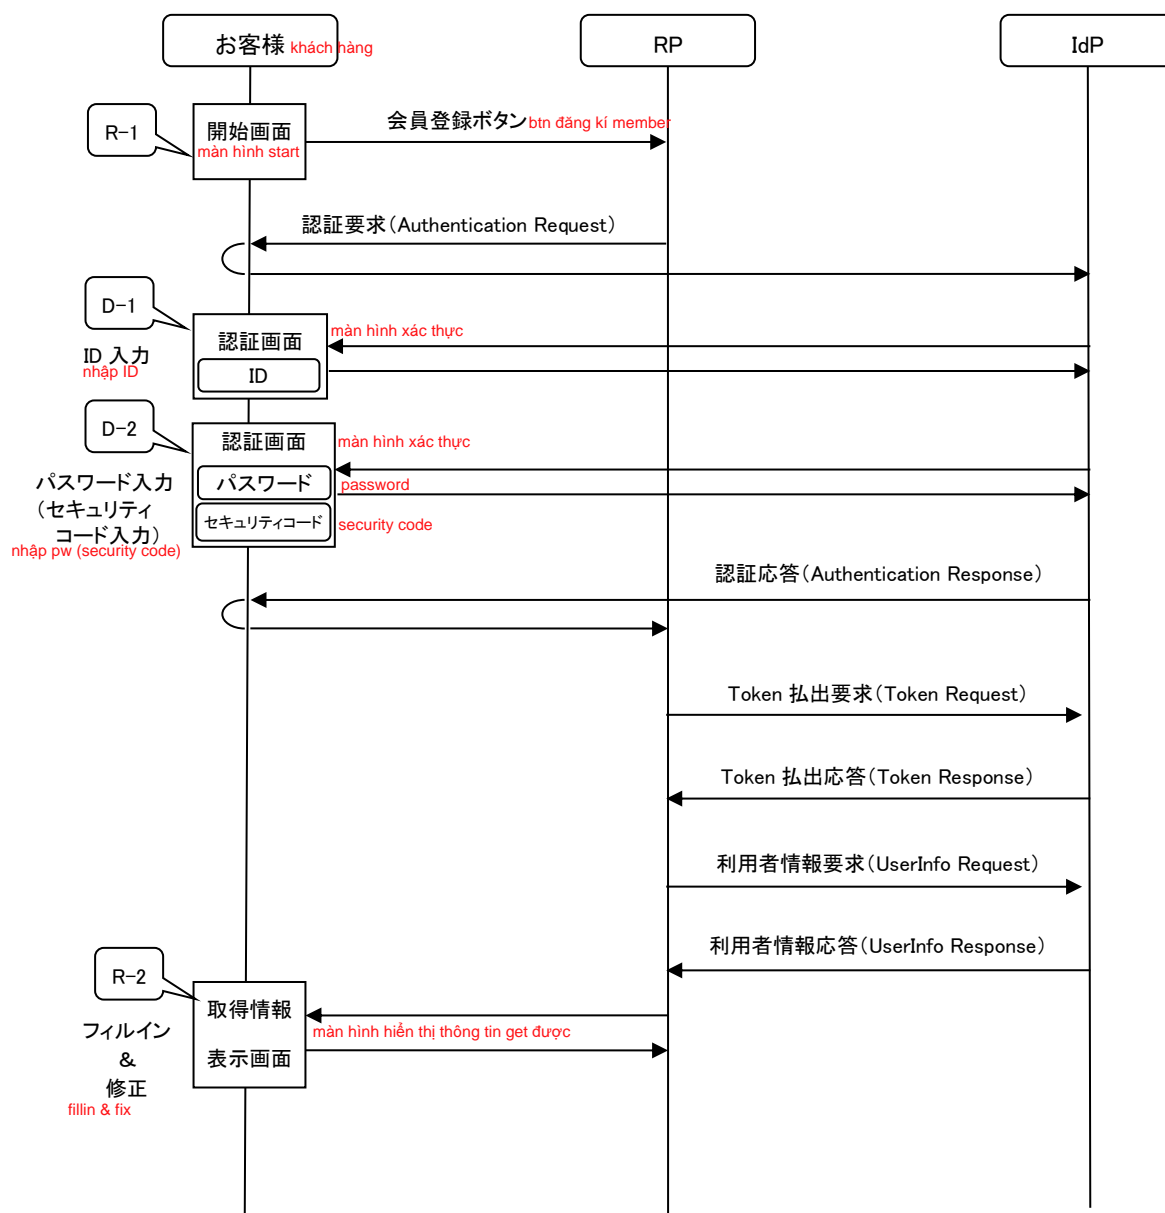 お客様 khách hàng
RP
IdP
R-1
開始画面
màn hình start
会員登録ボタン btn đăng kí member
認証要求(Authentication Request)
D-1
認証画面
màn hình xác thực
ID 入力
nhập ID
ID
D-2
認証画面
màn hình xác thực
パスワード
password
セキュリティコード
security code
パスワード入力
(セキュリティ
コード入力)
nhập pw (security code)
認証応答(Authentication Response)
Token 払出要求(Token Request)
Token 払出応答(Token Response)
利用者情報要求(UserInfo Request)
利用者情報応答(UserInfo Response)
R-2
取得情報
表示画面
màn hình hiển thị thông tin get được
フィルイン
&
修正
fillin & fix